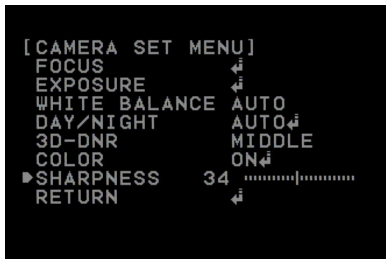 [CAMERA SET MENU]
FOCUS ↲
EXPOSURE ↲
WHITE BALANCE AUTO
DAY/NIGHT AUTO↲
3D-DNR MIDDLE
COLOR ON↲
►SHARPNESS 34
RETURN ↲